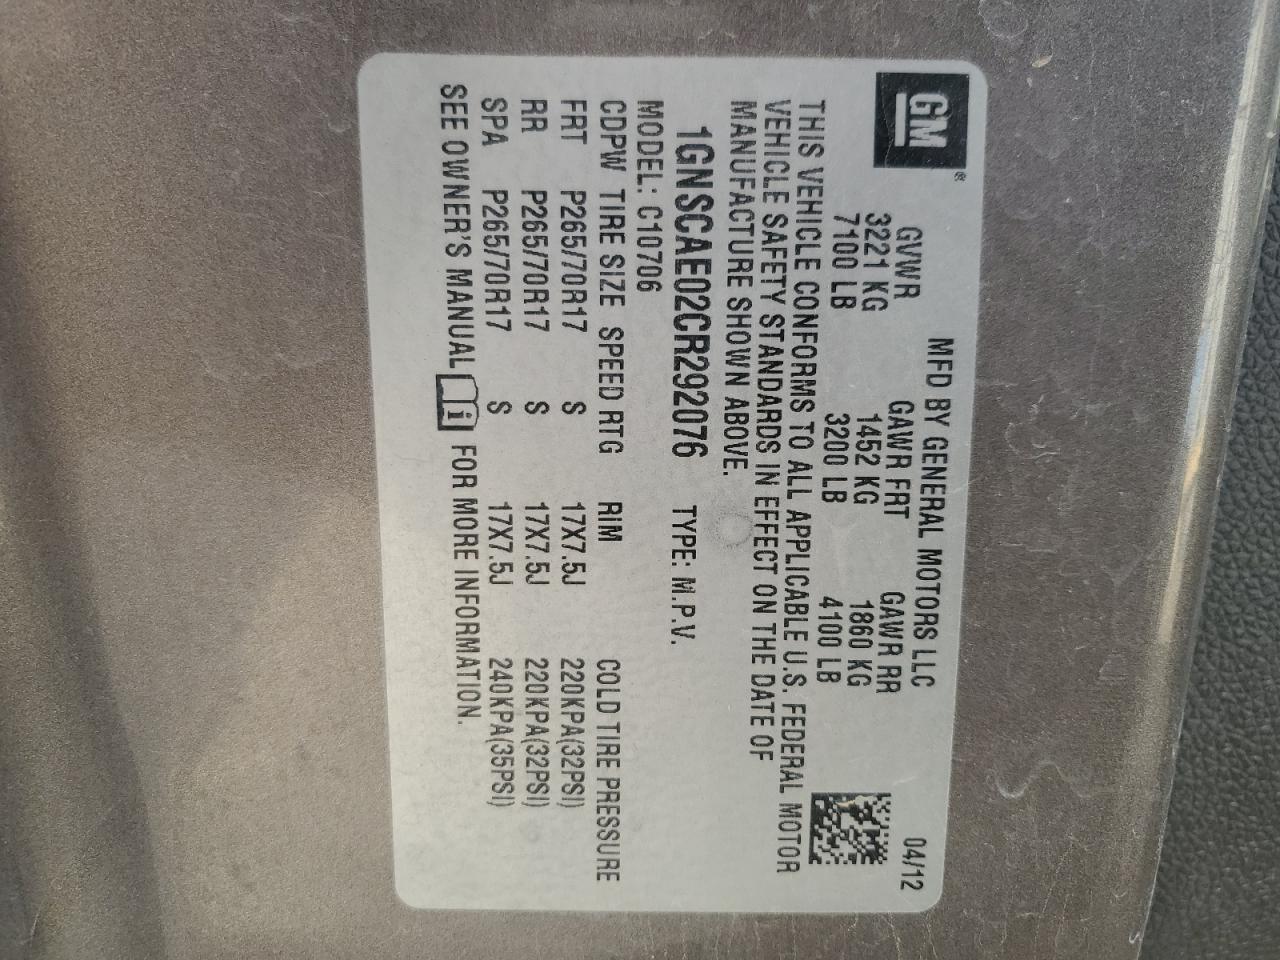 GM®
MFD BY GENERAL MOTORS LLC 04/12
GVWR GAWR FRT GAWR RR
3221 KG 1452 KG 1860 KG
7100 LB 3200 LB 4100 LB
THIS VEHICLE CONFORMS TO ALL APPLICABLE U.S. FEDERAL MOTOR
VEHICLE SAFETY STANDARDS IN EFFECT ON THE DATE OF
MANUFACTURE SHOWN ABOVE.
1GNSCAE02CR292076 TYPE: M.P.V.
MODEL: C10706
CDPW TIRE SIZE SPEED RTG RIM COLD TIRE PRESSURE
FRT P265/70R17 S 17X7.5J 220KPA(32PSI)
RR P265/70R17 S 17X7.5J 220KPA(32PSI)
SPA P265/70R17 S 17X7.5J 240KPA(35PSI)
SEE OWNER'S MANUAL i FOR MORE INFORMATION.